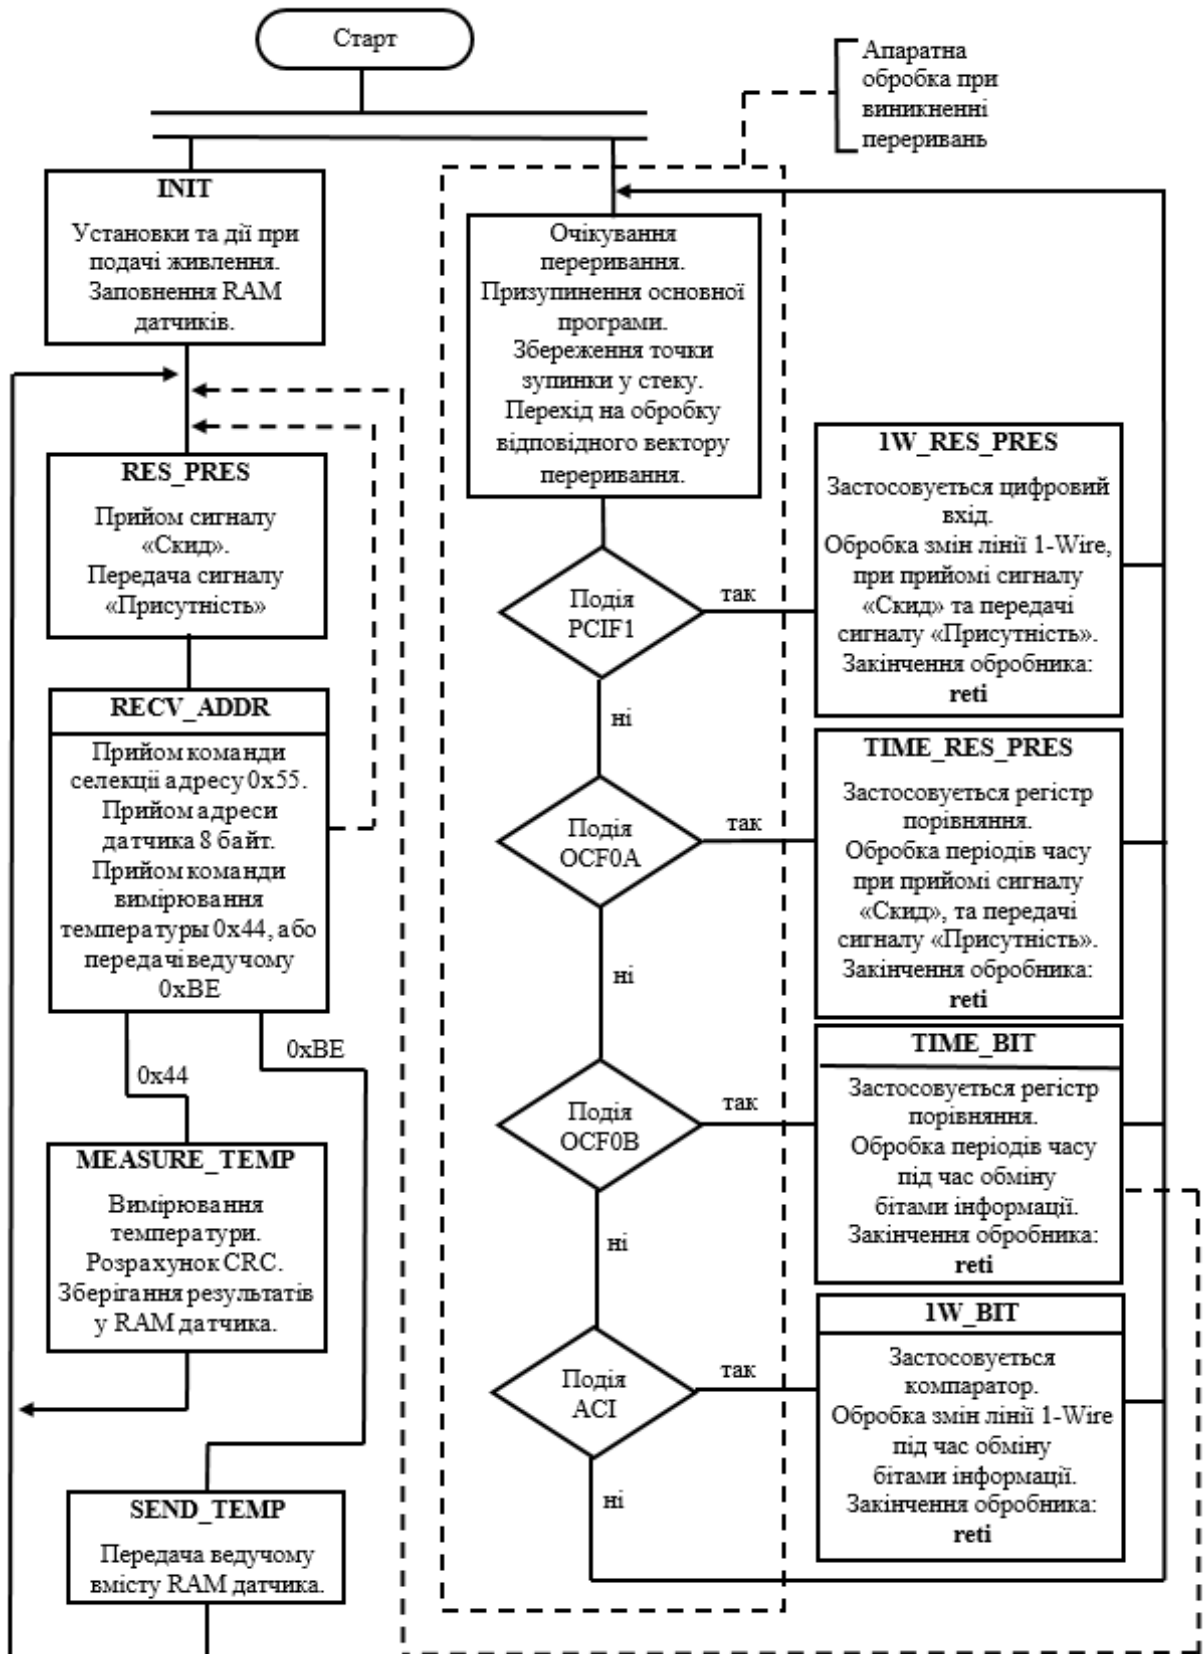 Старт
Апаратна
обробка при
виникненні
переривань
INIT
Установки та дії при
подачі живлення.
Заповнення RAM
датчиків.
RES_PRES
Прийом сигналу
«Скид».
Передача сигналу
«Присутність»
RECV_ADDR
Прийом команди
селекції адресу 0x55.
Прийом адреси
датчика 8 байт.
Прийом команди
вимірювання
температуры 0x44, або
передачі ведучому
0xBE
0x44
0xBE
MEASURE_TEMP
Вимірювання
температури.
Розрахунок CRC.
Зберігання результатів
у RAM датчика.
SEND_TEMP
Передача ведучому
вмісту RAM датчика.
Очікування
переривання.
Призупинення основної
програми.
Збереження точки
зупинки у стеку.
Перехід на обробку
відповідного вектору
переривання.
Подія
PCIF1
так
ні
Подія
OCF0A
так
ні
Подія
OCF0B
так
ні
Подія
ACI
так
ні
1W_RES_PRES
Застосовується цифровий
вхід.
Обробка змін лінії 1-Wire,
при прийомі сигналу
«Скид» та передачі
сигналу «Присутність».
Закінчення обробника:
reti
TIME_RES_PRES
Застосовується регістр
порівняння.
Обробка періодів часу
при прийомі сигналу
«Скид», та передачі
сигналу «Присутність».
Закінчення обробника:
reti
TIME_BIT
Застосовується регістр
порівняння.
Обробка періодів часу
під час обміну
бітами інформації.
Закінчення обробника:
reti
1W_BIT
Застосовується
компаратор.
Обробка змін лінії 1-Wire
під час обміну
бітами інформації.
Закінчення обробника:
reti